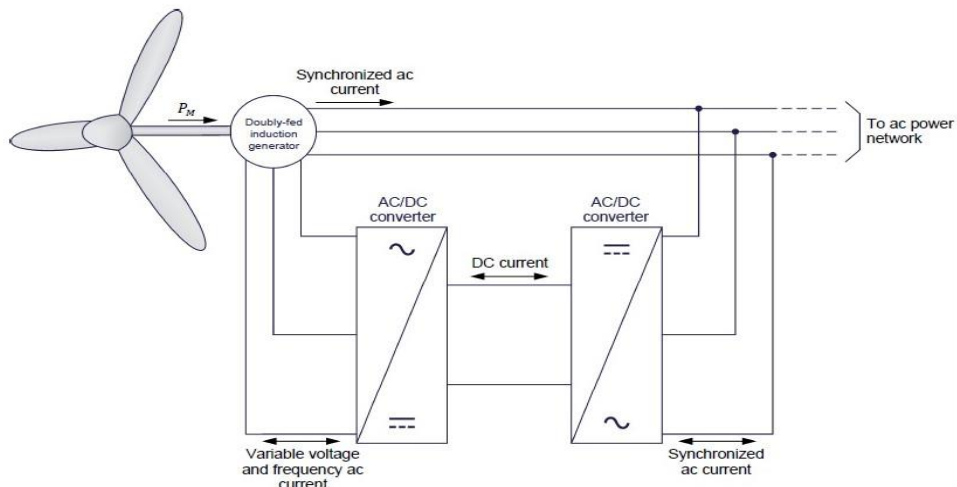 Synchronized ac
current
P_M
Doubly-fed
induction
generator
To ac power
network
AC/DC
converter
AC/DC
converter
DC current
Variable voltage
and frequency ac
current
Synchronized
ac current